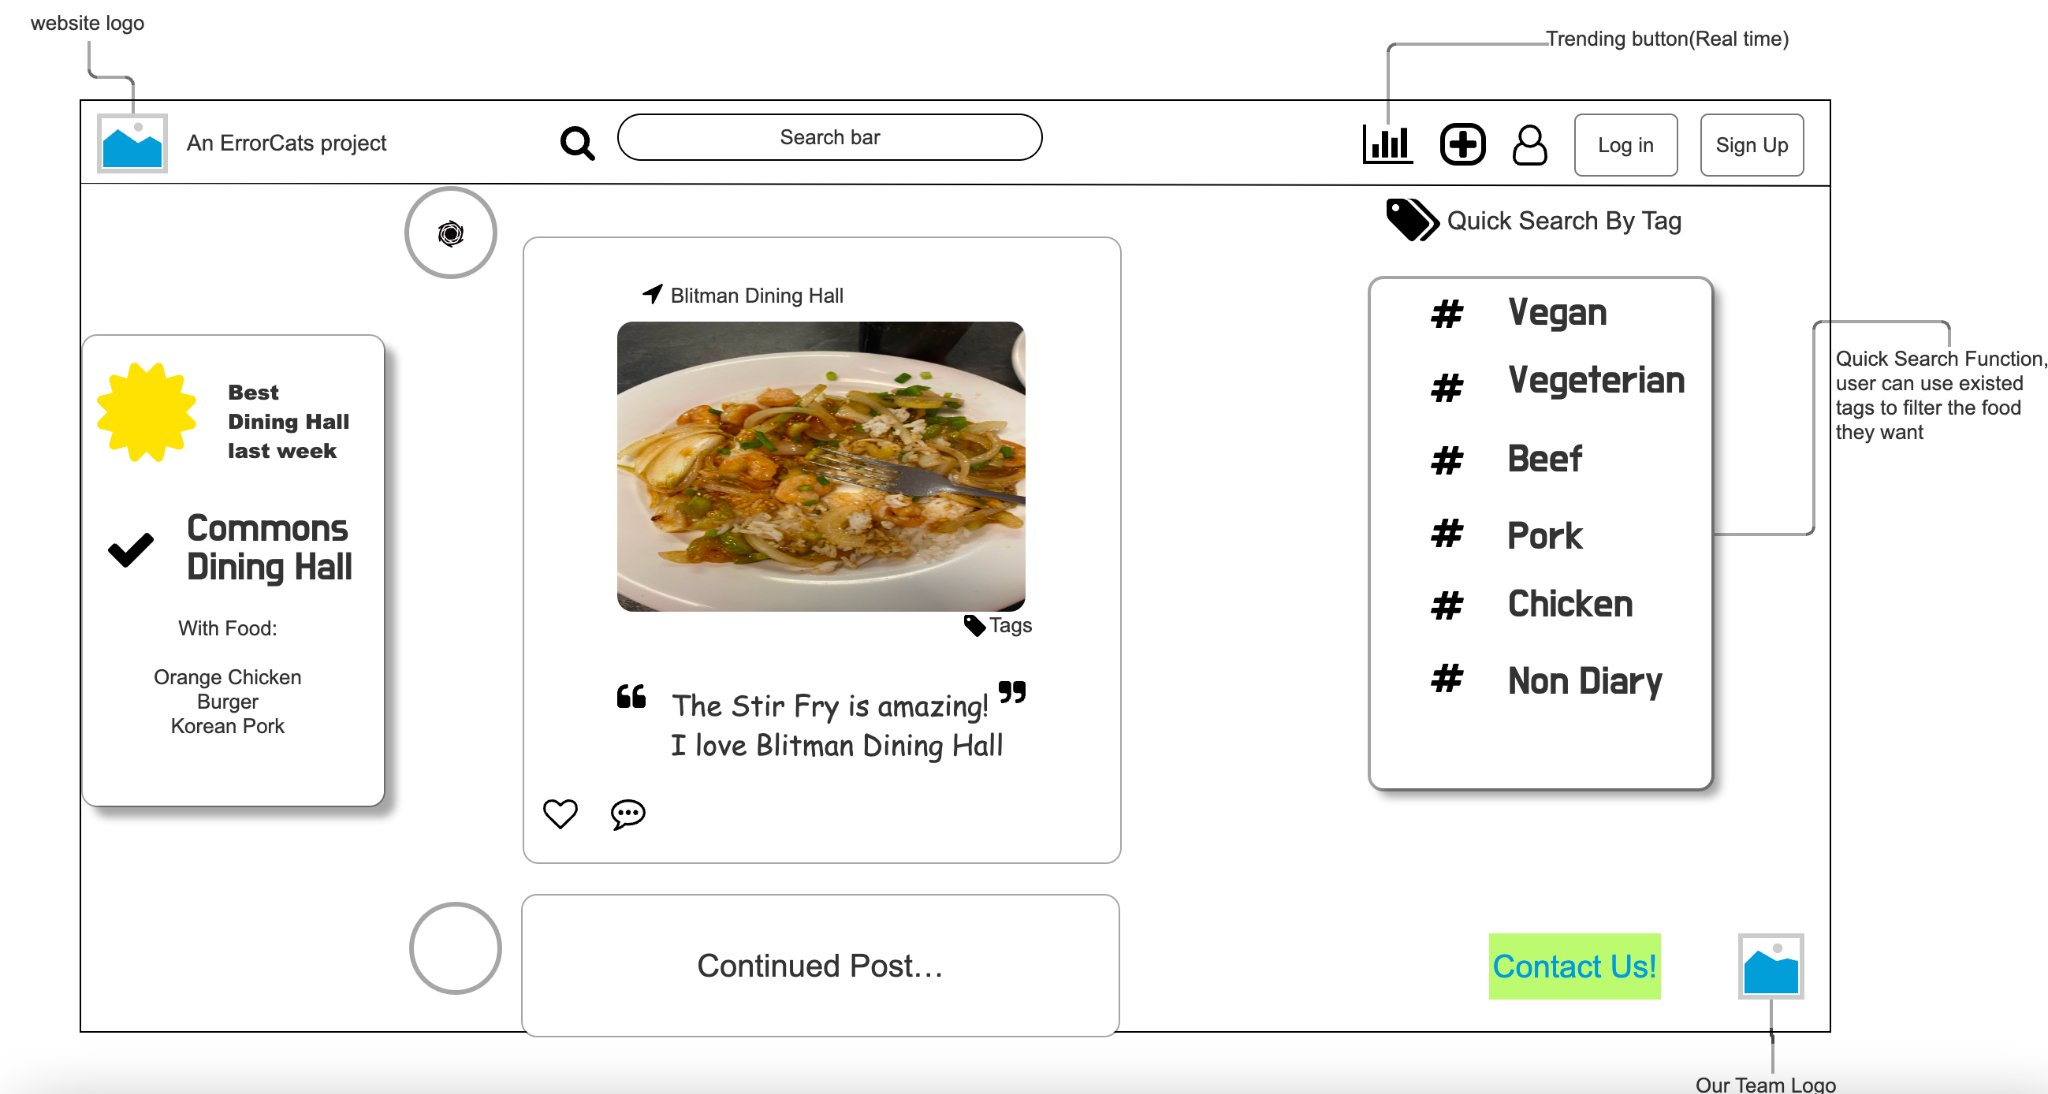 website logo
Trending button(Real time)
An ErrorCats project
Search bar
Log in
Sign Up
Quick Search By Tag
Blitman Dining Hall
# Vegan
# Vegeterian
# Beef
# Pork
# Chicken
# Non Diary
Quick Search Function,
user can use existed
tags to filter the food
they want
Best
Dining Hall
last week
Commons
Dining Hall
With Food:
Orange Chicken
Burger
Korean Pork
Tags
“ The Stir Fry is amazing! ”
I love Blitman Dining Hall
Continued Post...
Contact Us!
Our Team Logo